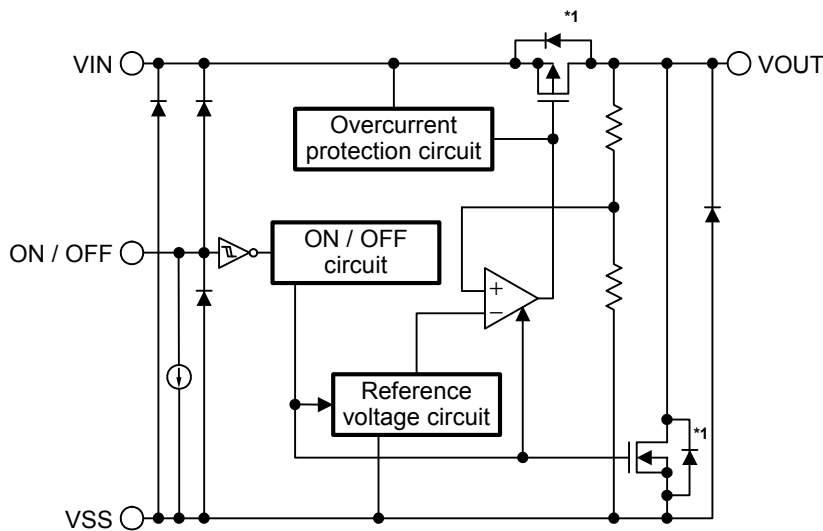 *1
VIN
VOUT
Overcurrent
protection circuit
ON / OFF
ON / OFF
circuit
+
−
Reference
voltage circuit
*1
VSS